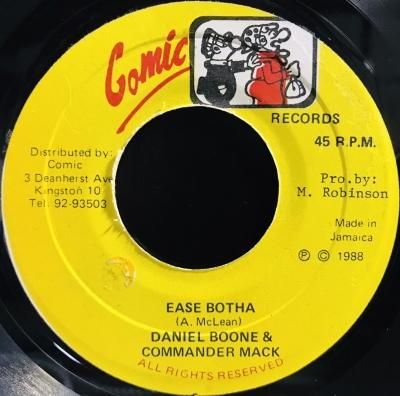 Comic
RECORDS
45 R.P.M.
Distributed by:
Comic
3 Deanherst Ave
Kingston 10
Tel. 92-93503
Pro.by:
M. Robinson
Made in
Jamaica
℗ © 1988
EASE BOTHA
(A. McLean)
DANIEL BOONE &
COMMANDER MACK
ALL RIGHTS RESERVED